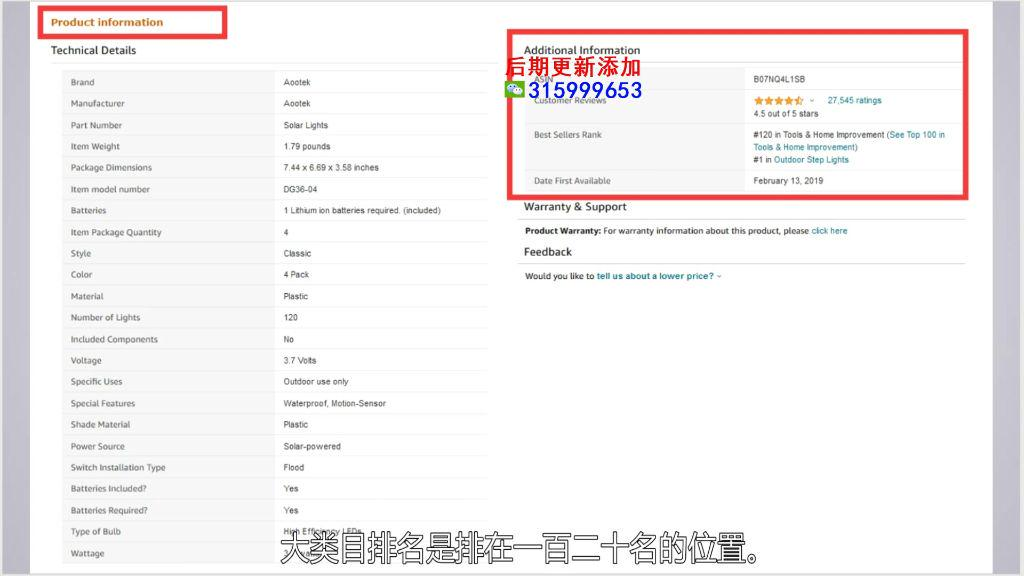 Product information
Technical Details
Brand Aootek
Manufacturer Aootek
Part Number Solar Lights
Item Weight 1.79 pounds
Package Dimensions 7.44 x 6.69 x 3.58 inches
Item model number DG36-04
Batteries 1 Lithium ion batteries required. (included)
Item Package Quantity 4
Style Classic
Color 4 Pack
Material Plastic
Number of Lights 120
Included Components No
Voltage 3.7 Volts
Specific Uses Outdoor use only
Special Features Waterproof, Motion-Sensor
Shade Material Plastic
Power Source Solar-powered
Switch Installation Type Flood
Batteries Included? Yes
Batteries Required? Yes
Type of Bulb High Efficiency LEDs
Wattage
Additional Information
后期更新添加
ASIN B07NQ4L1SB
315999653
Customer Reviews 27,545 ratings
4.5 out of 5 stars
Best Sellers Rank #120 in Tools & Home Improvement (See Top 100 in
Tools & Home Improvement)
#1 in Outdoor Step Lights
Date First Available February 13, 2019
Warranty & Support
Product Warranty: For warranty information about this product, please click here
Feedback
Would you like to tell us about a lower price?
大类目排名是排在一百二十名的位置。